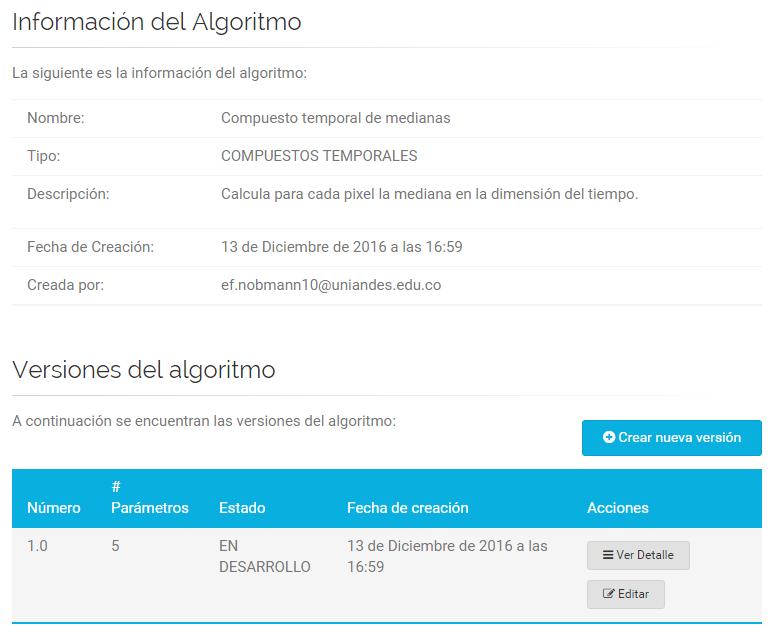 Información del Algoritmo
La siguiente es la información del algoritmo:
Nombre: Compuesto temporal de medianas
Tipo: COMPUESTOS TEMPORALES
Descripción: Calcula para cada pixel la mediana en la dimensión del tiempo.
Fecha de Creación: 13 de Diciembre de 2016 a las 16:59
Creada por: ef.nobmann10@uniandes.edu.co
Versiones del algoritmo
A continuación se encuentran las versiones del algoritmo:
Crear nueva versión
#
Número Parámetros Estado Fecha de creación Acciones
1.0 5 EN 13 de Diciembre de 2016 a las
DESARROLLO 16:59
Ver Detalle
Editar